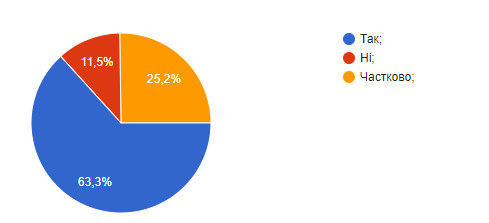 Так;
Ні;
Частково;
11,5%
25,2%
63,3%